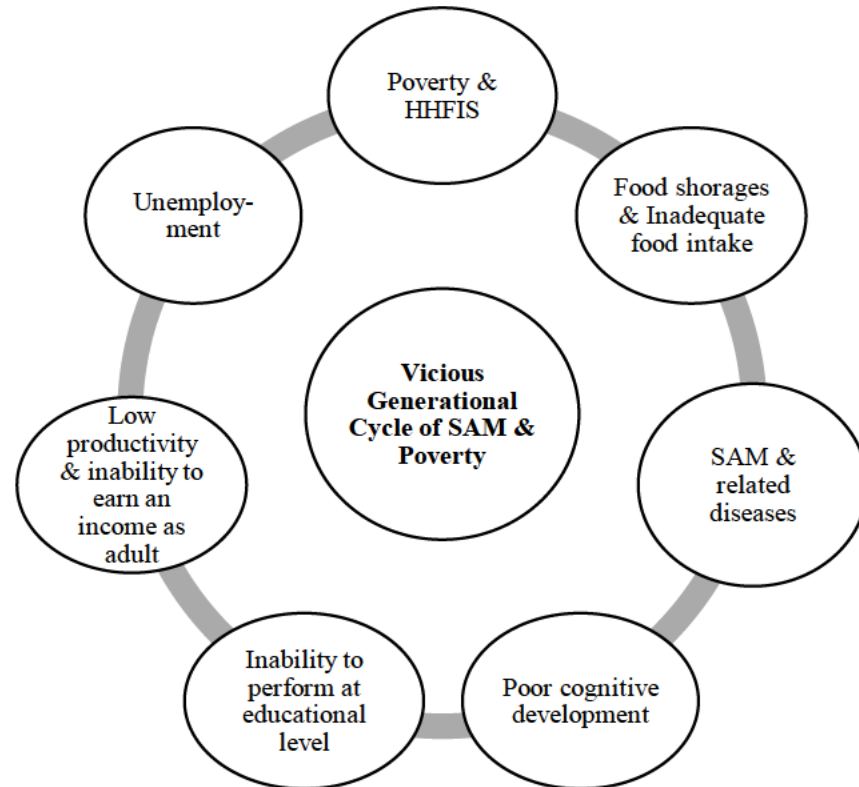 Poverty &
HHFIS
Food shorages
& Inadequate
food intake
SAM &
related
diseases
Poor cognitive
development
Inability to
perform at
educational
level
Low
productivity
& inability to
earn an
income as
adult
Unemploy-
ment
Vicious
Generational
Cycle of SAM &
Poverty